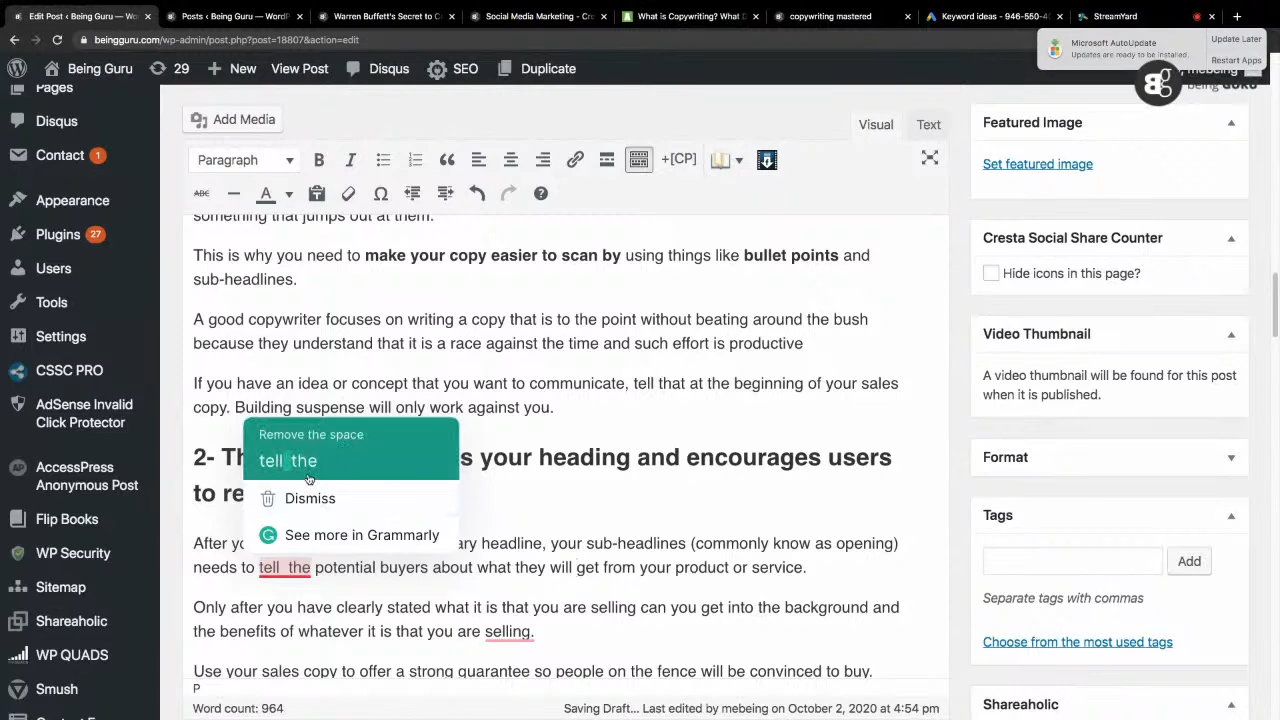 Edit Post ‹ Being Guru — Wo
Posts ‹ Being Guru — WordP
Warren Buffett's Secret to C
Social Media Marketing - Cre
What is Copywriting? What D
copywriting mastered
Keyword ideas - 946-550-4
StreamYard
beingguru.com/wp-admin/post.php?post=18807&action=edit
Microsoft AutoUpdate
Updates are ready to be installed.
Update Later
Restart Apps
Being Guru
29
New
View Post
Disqus
SEO
Duplicate
mebeing
being GURU
Pages
Disqus
Contact 1
Appearance
Plugins 27
Users
Tools
Settings
CSSC PRO
AdSense Invalid
Click Protector
AccessPress
Anonymous Post
Flip Books
WP Security
Sitemap
Shareaholic
WP QUADS
Smush
Add Media
Visual
Text
Paragraph
B I +[CP]
ABC A
something that jumps out at them.
This is why you need to make your copy easier to scan by using things like bullet points and
sub-headlines.
A good copywriter focuses on writing a copy that is to the point without beating around the bush
because they understand that it is a race against the time and such effort is productive
If you have an idea or concept that you want to communicate, tell that at the beginning of your sales
copy. Building suspense will only work against you.
2- Th s your heading and encourages users
to re
Remove the space
tell the
Dismiss
See more in Grammarly
After yo ary headline, your sub-headlines (commonly know as opening)
needs to tell  the potential buyers about what they will get from your product or service.
Only after you have clearly stated what it is that you are selling can you get into the background and
the benefits of whatever it is that you are selling.
Use your sales copy to offer a strong guarantee so people on the fence will be convinced to buy.
P
Word count: 964
Saving Draft... Last edited by mebeing on October 2, 2020 at 4:54 pm
Featured Image
Set featured image
Cresta Social Share Counter
Hide icons in this page?
Video Thumbnail
A video thumbnail will be found for this post
when it is published.
Format
Tags
Add
Separate tags with commas
Choose from the most used tags
Shareaholic